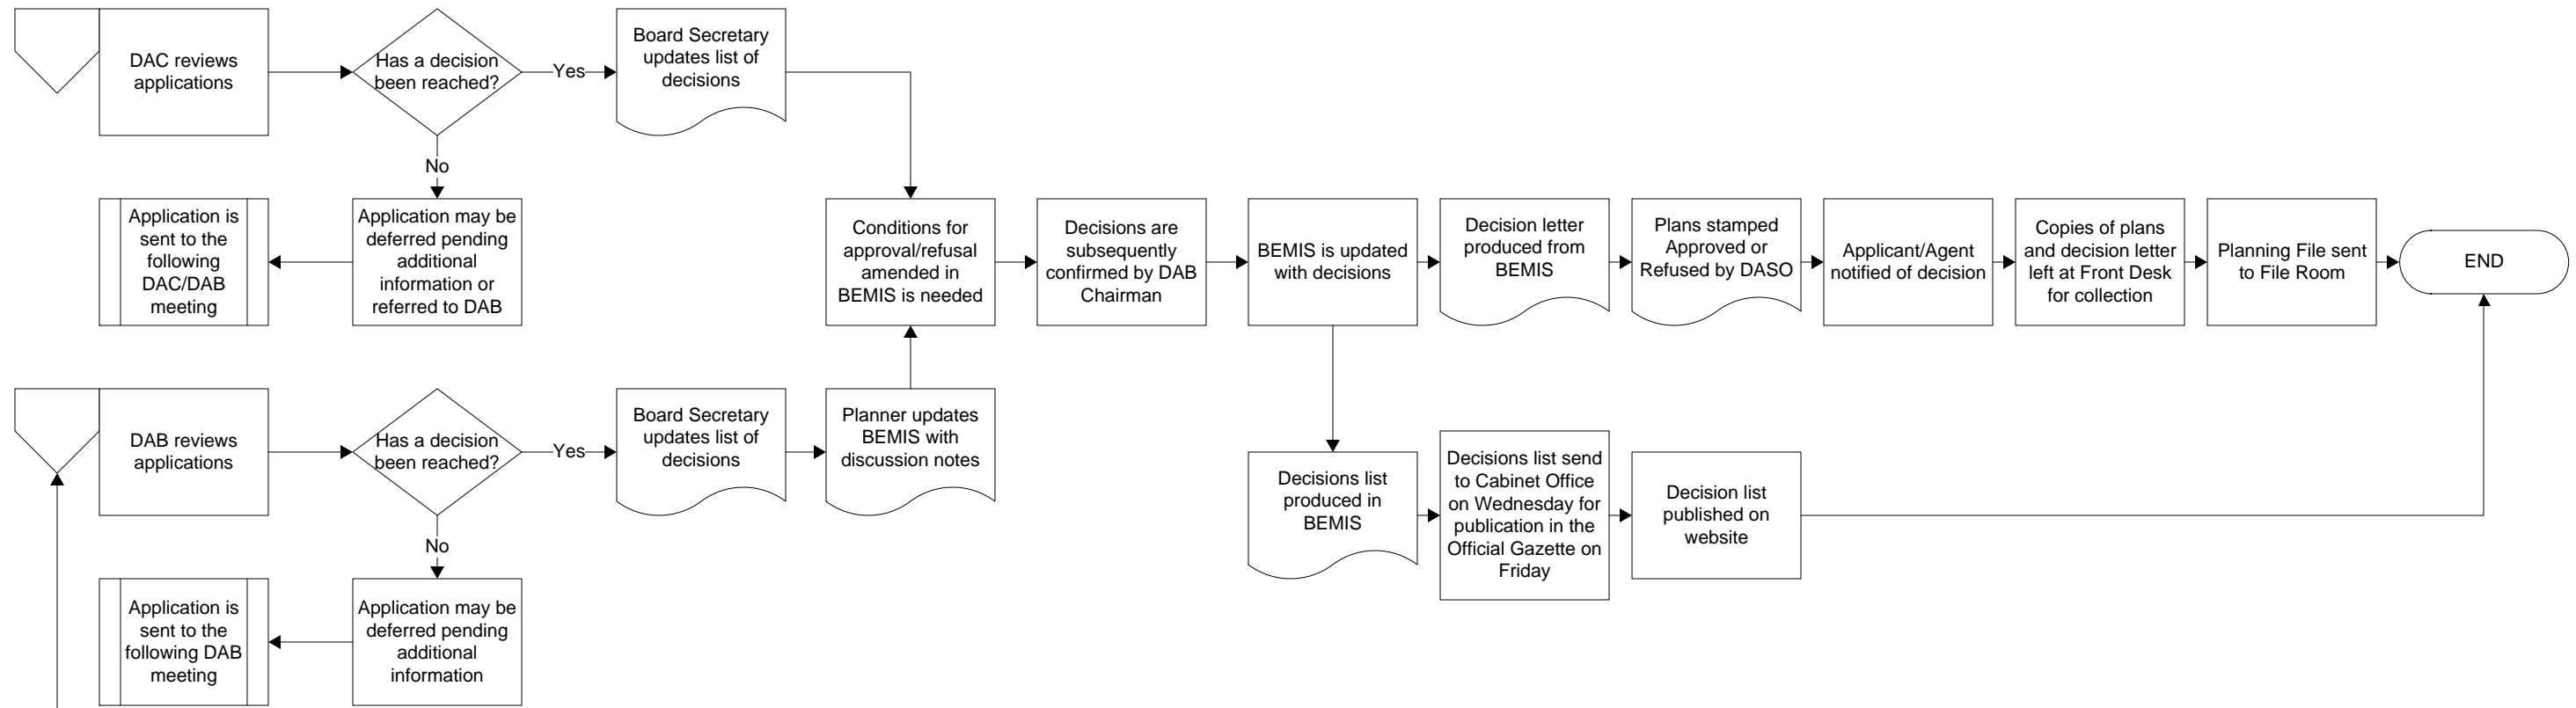 DAC reviews
applications
Has a decision
been reached?
Yes
Board Secretary
updates list of
decisions
No
Application is
sent to the
following
DAC/DAB
meeting
Application may be
deferred pending
additional
information or
referred to DAB
Conditions for
approval/refusal
amended in
BEMIS is needed
Decisions are
subsequently
confirmed by DAB
Chairman
BEMIS is updated
with decisions
Decision letter
produced from
BEMIS
Plans stamped
Approved or
Refused by DASO
Applicant/Agent
notified of decision
Copies of plans
and decision letter
left at Front Desk
for collection
Planning File sent
to File Room
END
DAB reviews
applications
Has a decision
been reached?
Yes
Board Secretary
updates list of
decisions
Planner updates
BEMIS with
discussion notes
No
Application is
sent to the
following DAB
meeting
Application may be
deferred pending
additional
information
Decisions list
produced in
BEMIS
Decisions list send
to Cabinet Office
on Wednesday for
publication in the
Official Gazette on
Friday
Decision list
published on
website